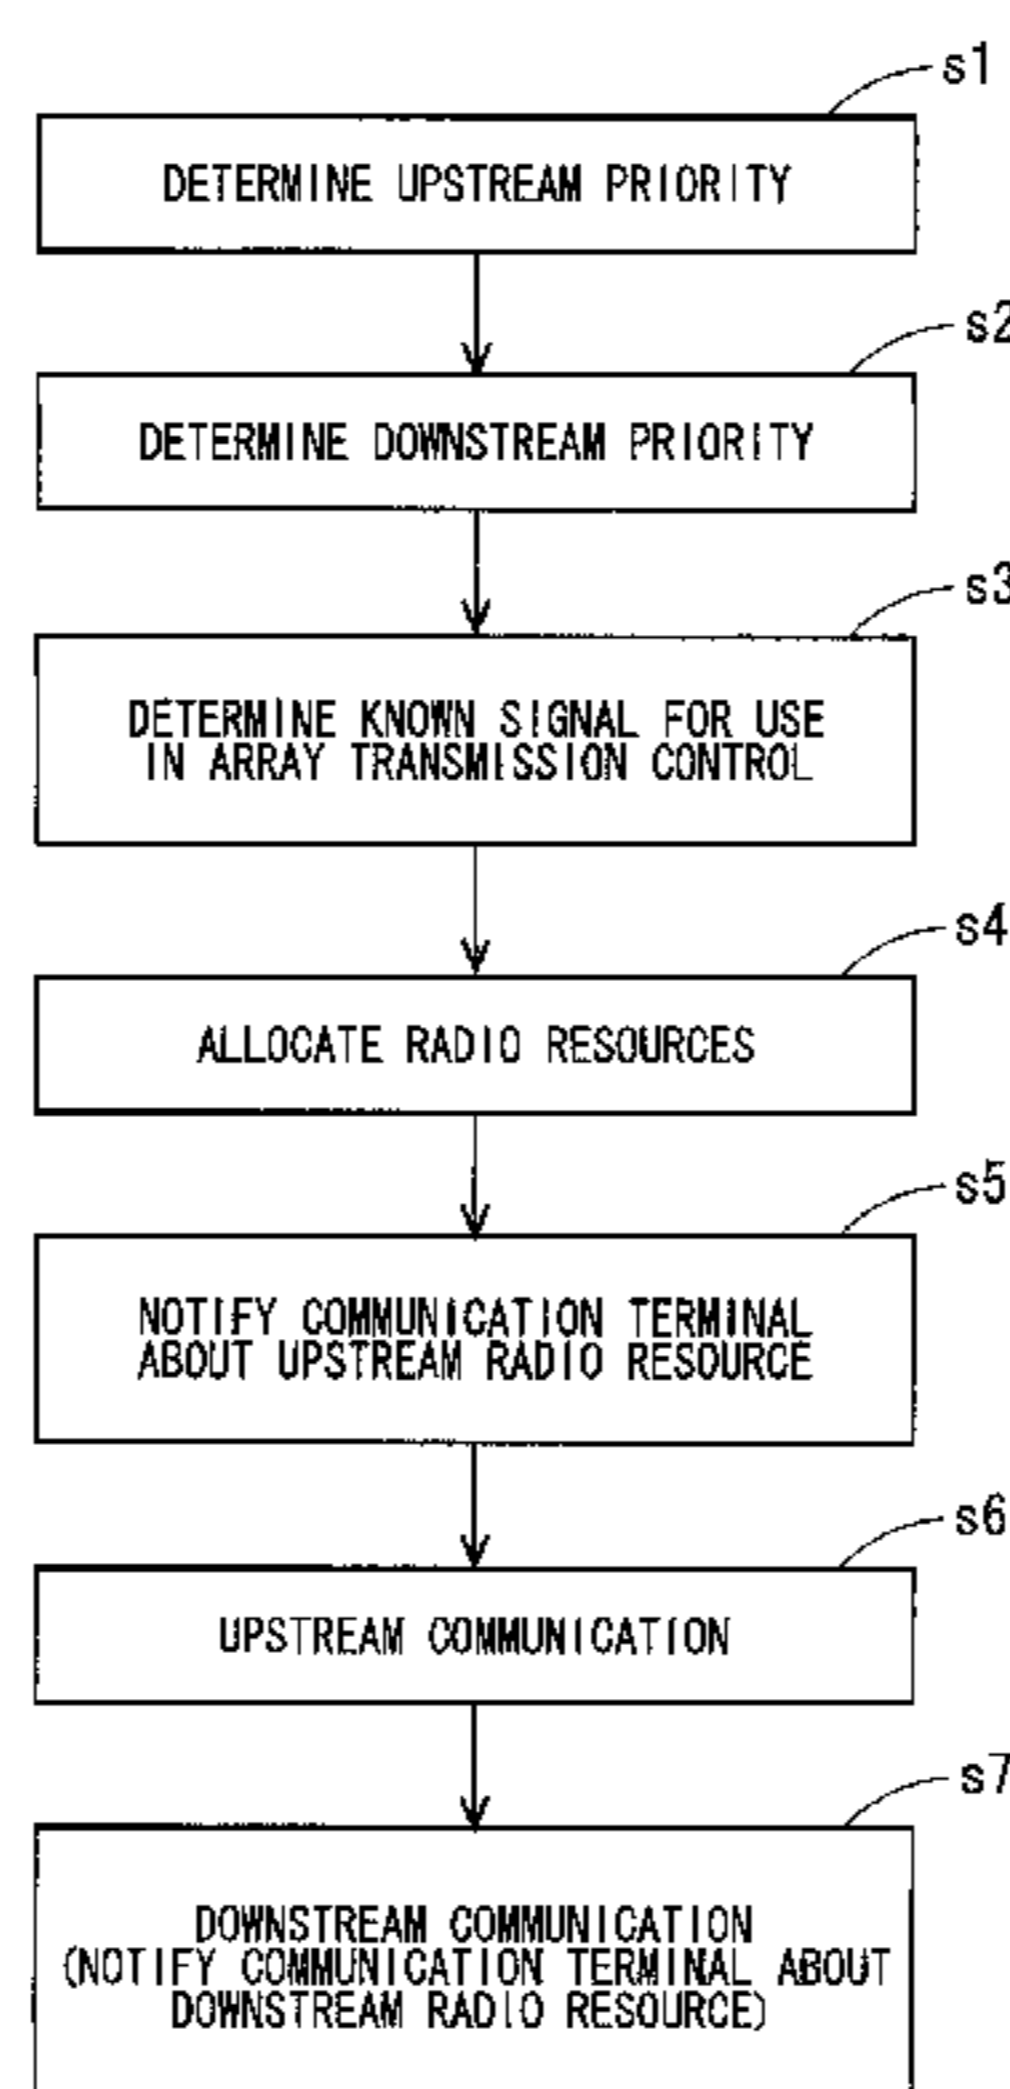 s1
DETERMINE UPSTREAM PRIORITY
s2
DETERMINE DOWNSTREAM PRIORITY
s3
DETERMINE KNOWN SIGNAL FOR USE
IN ARRAY TRANSMISSION CONTROL
s4
ALLOCATE RADIO RESOURCES
s5
NOTIFY COMMUNICATION TERMINAL
ABOUT UPSTREAM RADIO RESOURCE
s6
UPSTREAM COMMUNICATION
s7
DOWNSTREAM COMMUNICATION
(NOTIFY COMMUNICATION TERMINAL ABOUT
DOWNSTREAM RADIO RESOURCE)